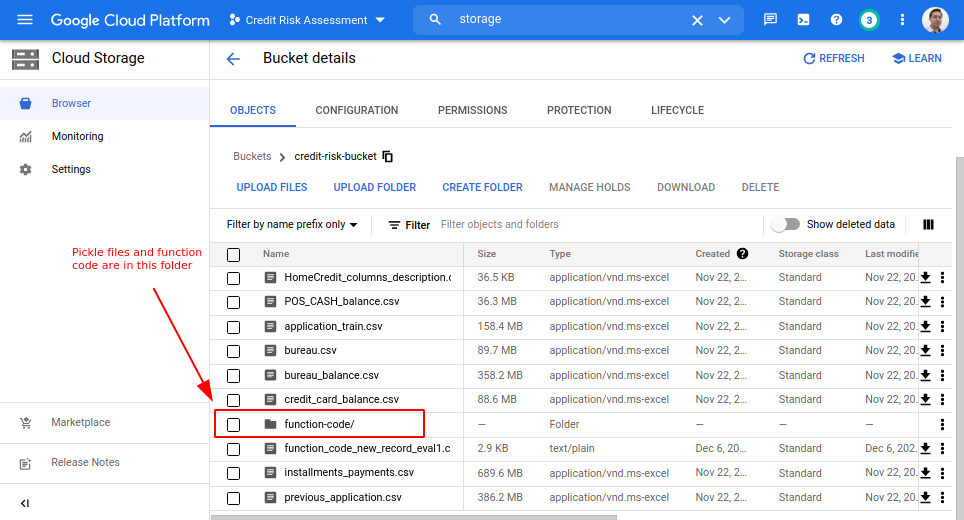 Google Cloud Platform Credit Risk Assessment storage 3
Cloud Storage
Bucket details
REFRESH LEARN
Browser
Monitoring
Settings
OBJECTS CONFIGURATION PERMISSIONS PROTECTION LIFECYCLE
Buckets > credit-risk-bucket
UPLOAD FILES UPLOAD FOLDER CREATE FOLDER MANAGE HOLDS DOWNLOAD DELETE
Filter by name prefix only Filter Filter objects and folders Show deleted data
Pickle files and function
code are in this folder
Name Size Type Created Storage class Last modifie
HomeCredit_columns_description.c 36.5 KB application/vnd.ms-excel Nov 22, 2... Standard Nov 22, 20
POS_CASH_balance.csv 36.3 MB application/vnd.ms-excel Nov 22, 2... Standard Nov 22, 20
application_train.csv 158.4 MB application/vnd.ms-excel Nov 22, 2... Standard Nov 22, 20
bureau.csv 89.7 MB application/vnd.ms-excel Nov 22, 2... Standard Nov 22, 20
bureau_balance.csv 358.2 MB application/vnd.ms-excel Nov 22, 2... Standard Nov 22, 20
credit_card_balance.csv 88.6 MB application/vnd.ms-excel Nov 22, 2... Standard Nov 22, 20
function-code/ — Folder — — —
function_code_new_record_eval1.c 2.9 KB text/plain Dec 6, 20... Standard Dec 6, 202
installments_payments.csv 689.6 MB application/vnd.ms-excel Nov 22, 2... Standard Nov 22, 20
previous_application.csv 386.2 MB application/vnd.ms-excel Nov 22, 2... Standard Nov 22, 20
Marketplace
Release Notes